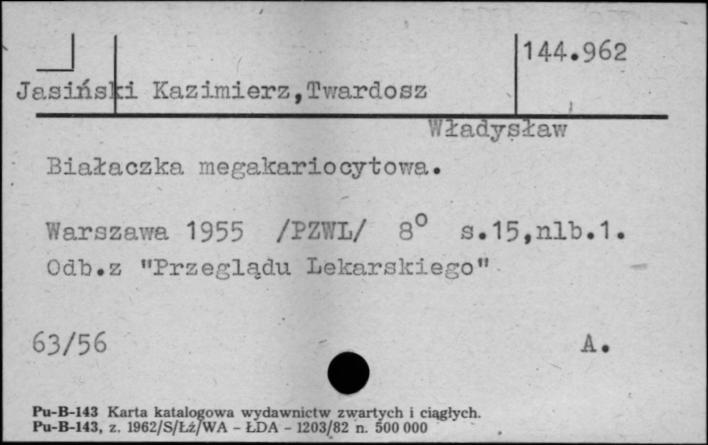 144.962
Jasiński Kazimierz,Twardosz
Władysław
Białaczka megakariocytowa.
Warszawa 1955 /PZWL/ 8° s.15,nlb.1.
Odb.z "Przeglądu Lekarskiego"
63/56 A.
Pu-B-143 Karta katalogowa wydawnictw zwartych i ciągłych.
Pu-B-143, z. 1962/S/Łź/WA - ŁDA - 1203/82 n. 500 000